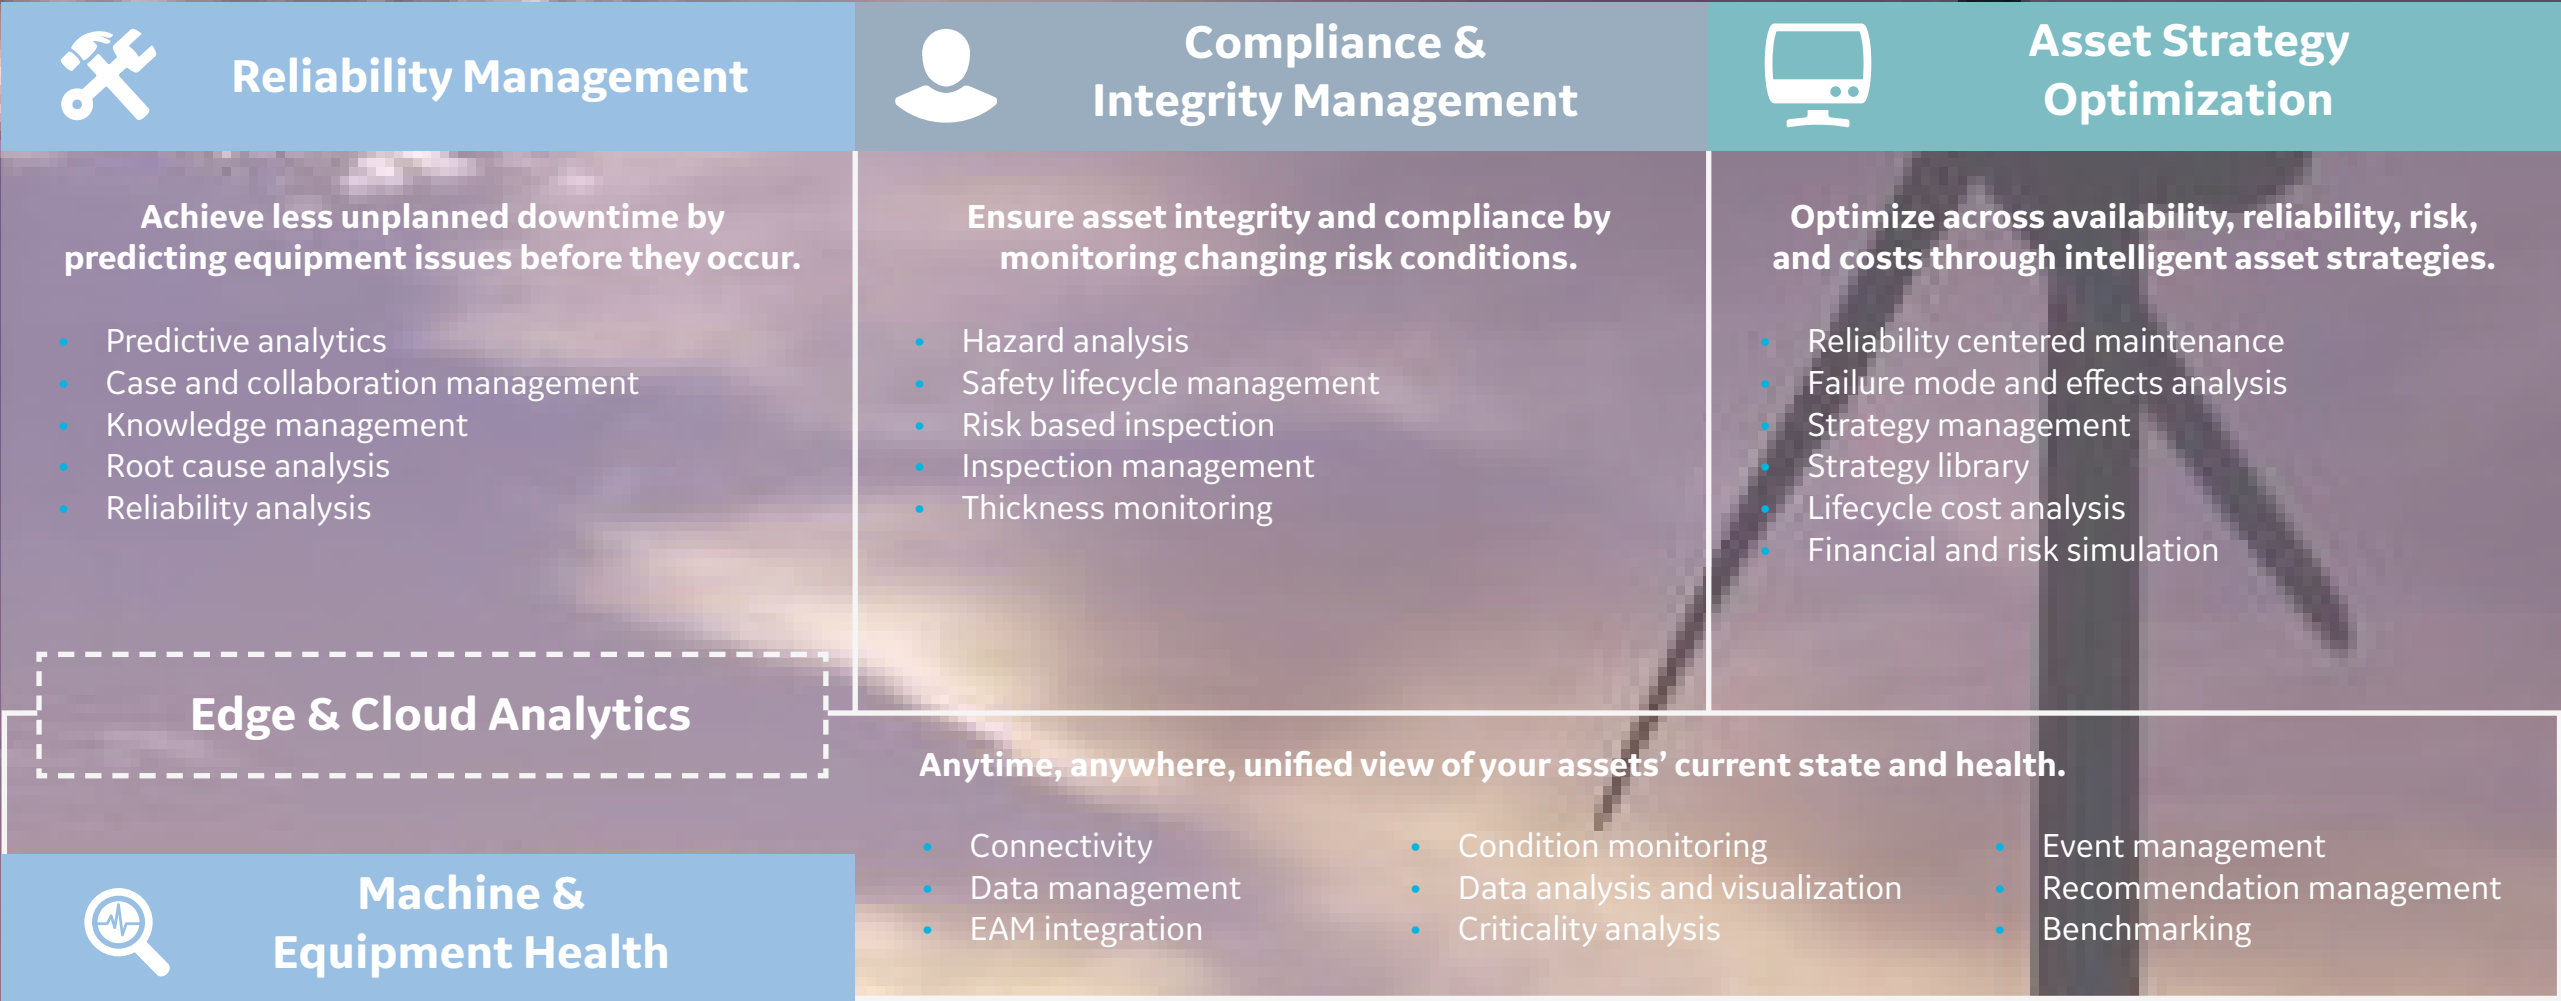 Reliability Management
Compliance &
Integrity Management
Asset Strategy
Optimization
Achieve less unplanned downtime by
predicting equipment issues before they occur.
• Predictive analytics
• Case and collaboration management
• Knowledge management
• Root cause analysis
• Reliability analysis
Ensure asset integrity and compliance by
monitoring changing risk conditions.
• Hazard analysis
• Safety lifecycle management
• Risk based inspection
• Inspection management
• Thickness monitoring
Optimize across availability, reliability, risk,
and costs through intelligent asset strategies.
• Reliability centered maintenance
• Failure mode and effects analysis
• Strategy management
• Strategy library
• Lifecycle cost analysis
• Financial and risk simulation
Edge & Cloud Analytics
Machine &
Equipment Health
Anytime, anywhere, unified view of your assets’ current state and health.
• Connectivity
• Data management
• EAM integration
• Condition monitoring
• Data analysis and visualization
• Criticality analysis
• Event management
• Recommendation management
• Benchmarking